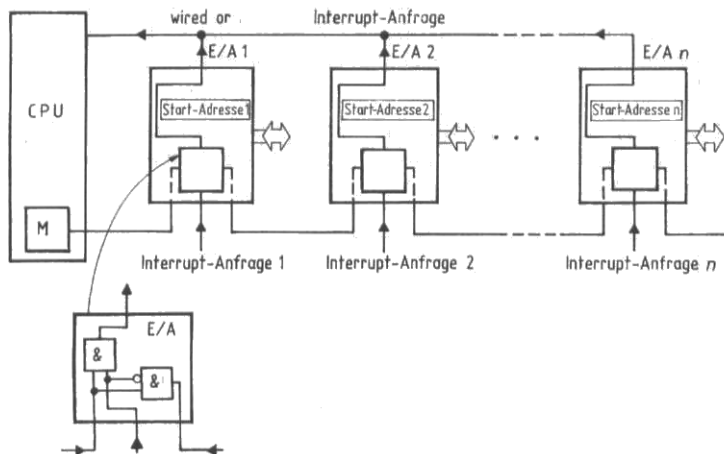 wired or
Interrupt-Anfrage
E/A 1
E/A 2
E/A n
CPU
Start-Adresse1
Start-Adresse2
. . .
Start-Adresse n
M
Interrupt-Anfrage 1
Interrupt-Anfrage 2
Interrupt-Anfrage n
E/A
&
&